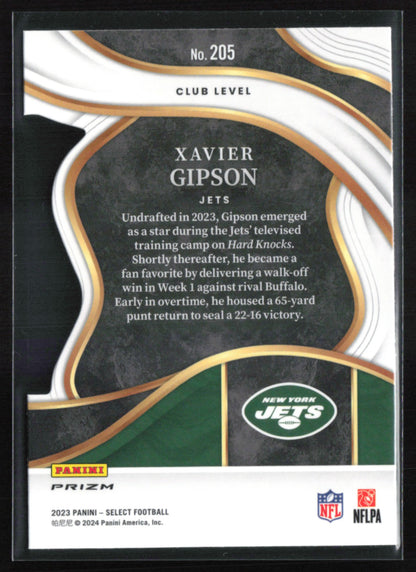 No. 205
CLUB LEVEL
XAVIER
GIPSON
JETS
Undrafted in 2023, Gipson emerged
as a star during the Jets' televised
training camp on Hard Knocks.
Shortly thereafter, he became a
fan favorite by delivering a walk-off
win in Week 1 against rival Buffalo.
Early in overtime, he housed a 65-yard
punt return to seal a 22-16 victory.
NEW YORK
JETS
PANINI
PRIZM
NFL
NFLPA
2023 PANINI – SELECT FOOTBALL
帕尼尼 © 2024 Panini America, Inc.